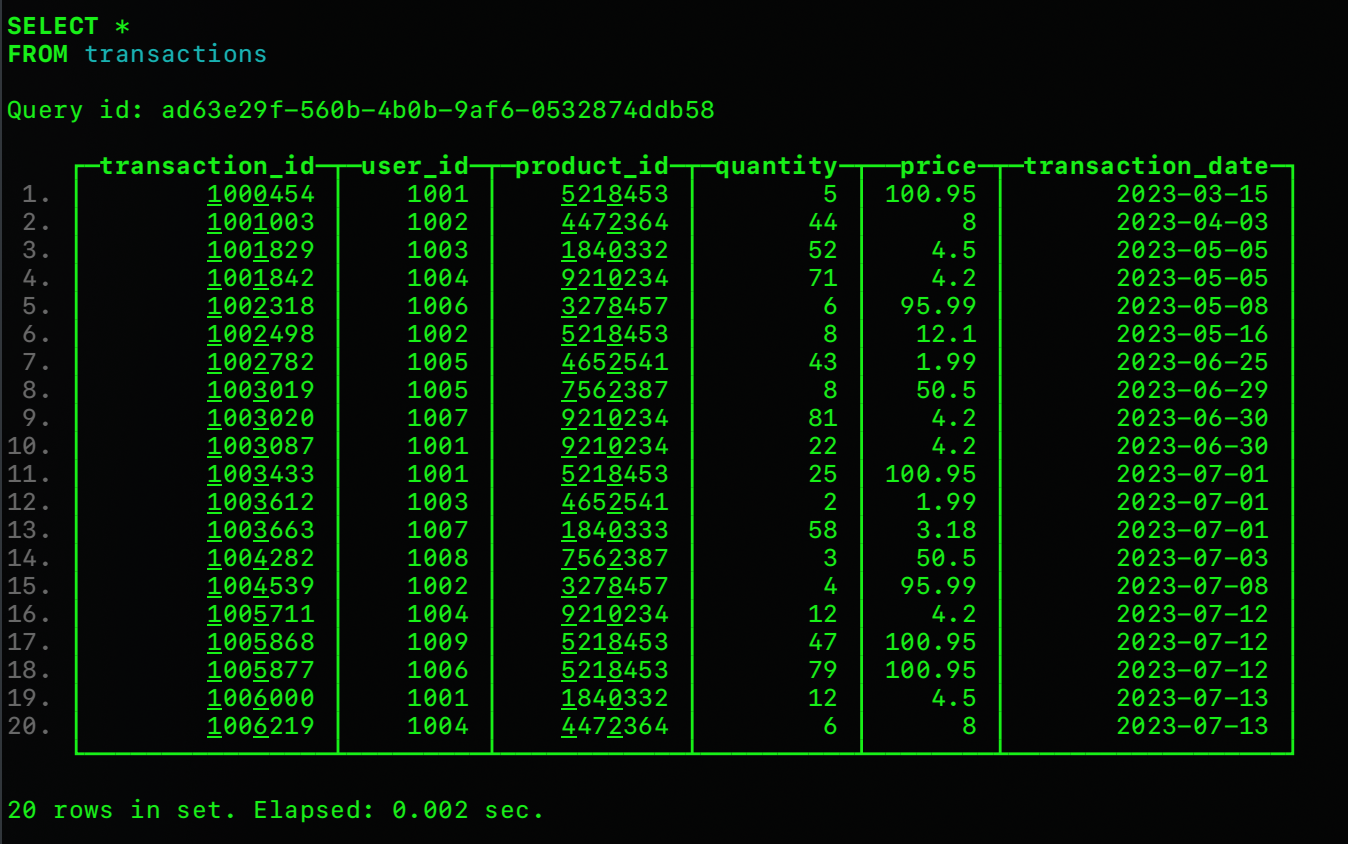 SELECT *
FROM transactions
Query id: ad63e29f-560b-4b0b-9af6-0532874ddb58
transaction_id user_id product_id quantity price transaction_date
1. 1000454 1001 5218453 5 100.95 2023-03-15
2. 1001003 1002 4472364 44 8 2023-04-03
3. 1001829 1003 1840332 52 4.5 2023-05-05
4. 1001842 1004 9210234 71 4.2 2023-05-05
5. 1002318 1006 3278457 6 95.99 2023-05-08
6. 1002498 1002 5218453 8 12.1 2023-05-16
7. 1002782 1005 4652541 43 1.99 2023-06-25
8. 1003019 1005 7562387 8 50.5 2023-06-29
9. 1003020 1007 9210234 81 4.2 2023-06-30
10. 1003087 1001 9210234 22 4.2 2023-06-30
11. 1003433 1001 5218453 25 100.95 2023-07-01
12. 1003612 1003 4652541 2 1.99 2023-07-01
13. 1003663 1007 1840333 58 3.18 2023-07-01
14. 1004282 1008 7562387 3 50.5 2023-07-03
15. 1004539 1002 3278457 4 95.99 2023-07-08
16. 1005711 1004 9210234 12 4.2 2023-07-12
17. 1005868 1009 5218453 47 100.95 2023-07-12
18. 1005877 1006 5218453 79 100.95 2023-07-12
19. 1006000 1001 1840332 12 4.5 2023-07-13
20. 1006219 1004 4472364 6 8 2023-07-13
20 rows in set. Elapsed: 0.002 sec.